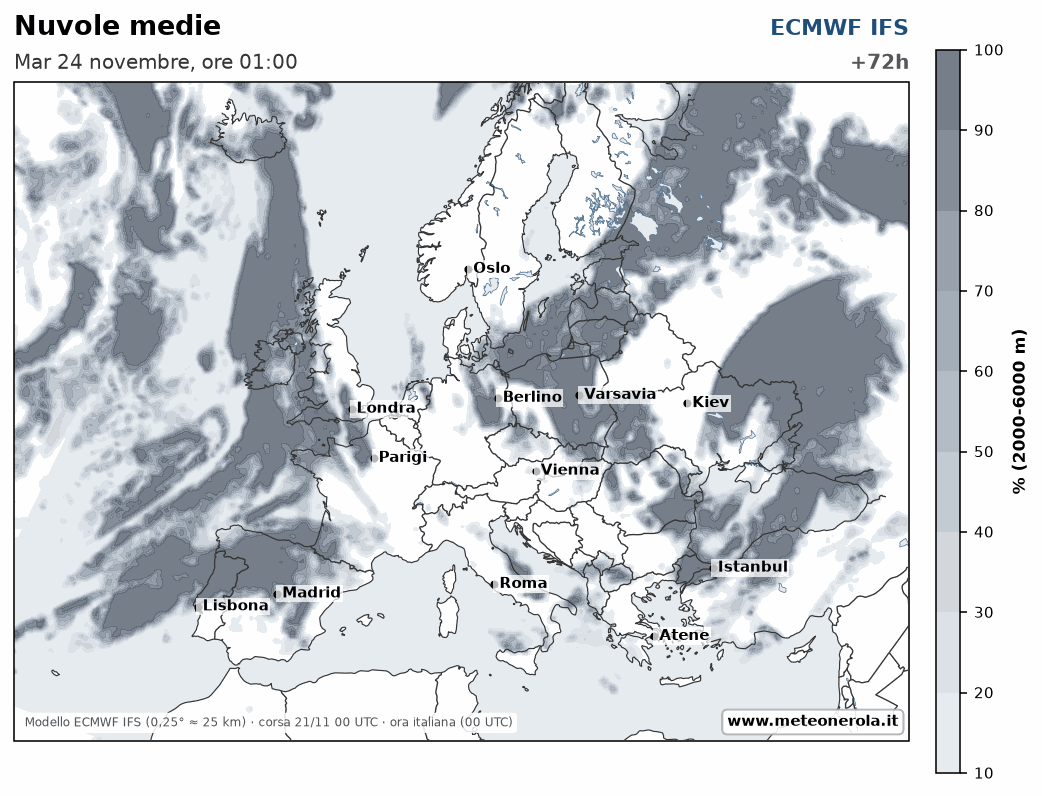 Nuvole medie
ECMWF IFS
Mar 24 novembre, ore 01:00
+72h
100
90
80
70
60
50
40
30
20
10
% (2000-6000 m)
Oslo
Berlino
Varsavia
Kiev
Londra
Parigi
Vienna
Istanbul
Roma
Madrid
Lisbona
Atene
Modello ECMWF IFS (0,25° ≈ 25 km) · corsa 21/11 00 UTC · ora italiana (00 UTC)
www.meteonerola.it